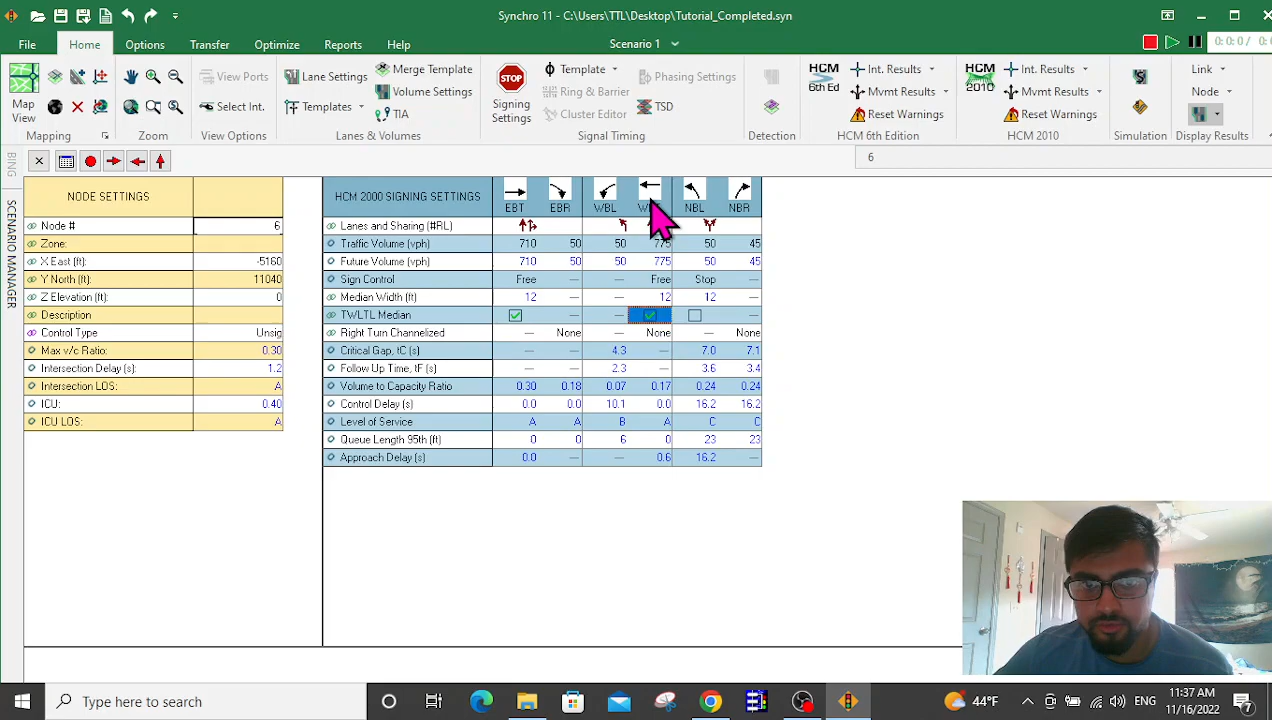 Synchro 11 - C:\Users\TTL\Desktop\Tutorial_Completed.syn
File Home Options Transfer Optimize Reports Help Scenario 1 0:0:0 /
Map View
Mapping
Zoom
View Ports
Select Int.
View Options
Lane Settings
Templates
Merge Template
Volume Settings
TIA
Lanes & Volumes
STOP
Signing Settings
Template
Ring & Barrier
Cluster Editor
Phasing Settings
TSD
Signal Timing
Detection
HCM 6th Ed
Int. Results
Mvmt Results
Reset Warnings
HCM 6th Edition
HCM 2010
Int. Results
Mvmt Results
Reset Warnings
HCM 2010
Simulation
Link
Node
Display Results
6
BING
SCENARIO MANAGER
NODE SETTINGS
Node # 6
Zone:
X East (ft): -5160
Y North (ft): 11040
Z Elevation (ft): 0
Description
Control Type Unsig
Max v/c Ratio: 0.30
Intersection Delay (s): 1.2
Intersection LOS: A
ICU: 0.40
ICU LOS: A
HCM 2000 SIGNING SETTINGS EBT EBR WBL NBL NBR
Lanes and Sharing (#RL)
Traffic Volume (vph) 710 50 50 775 50 45
Future Volume (vph) 710 50 50 775 50 45
Sign Control Free — — Free Stop —
Median Width (ft) 12 — — 12 12 —
TWLTL Median — — —
Right Turn Channelized — None — None — None
Critical Gap, tC (s) — — 4.3 — 7.0 7.1
Follow Up Time, tF (s) — — 2.3 — 3.6 3.4
Volume to Capacity Ratio 0.30 0.18 0.07 0.17 0.24 0.24
Control Delay (s) 0.0 0.0 10.1 0.0 16.2 16.2
Level of Service A A B A C C
Queue Length 95th (ft) 0 0 6 0 23 23
Approach Delay (s) 0.0 — — 0.6 16.2 —
Type here to search
44°F
ENG
11:37 AM
11/16/2022
7